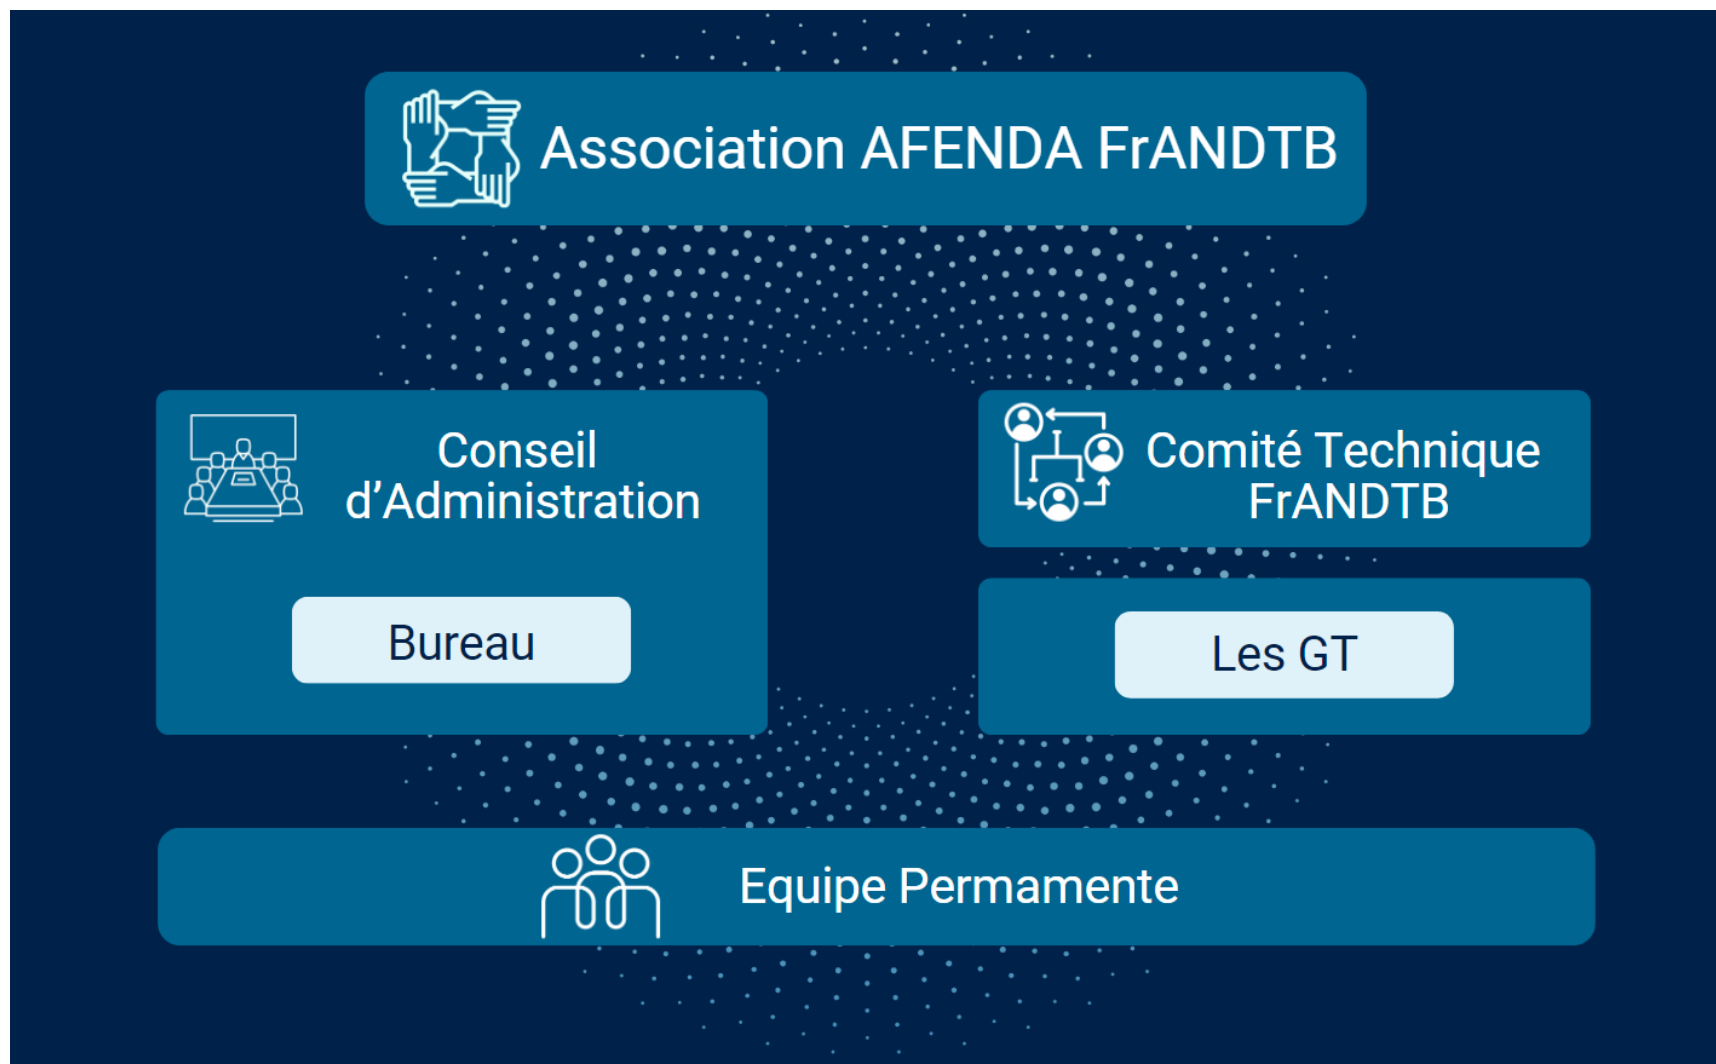 Association AFENDA FrANDTB
Conseil
d’Administration
Bureau
Comité Technique
FrANDTB
Les GT
Equipe Permamente